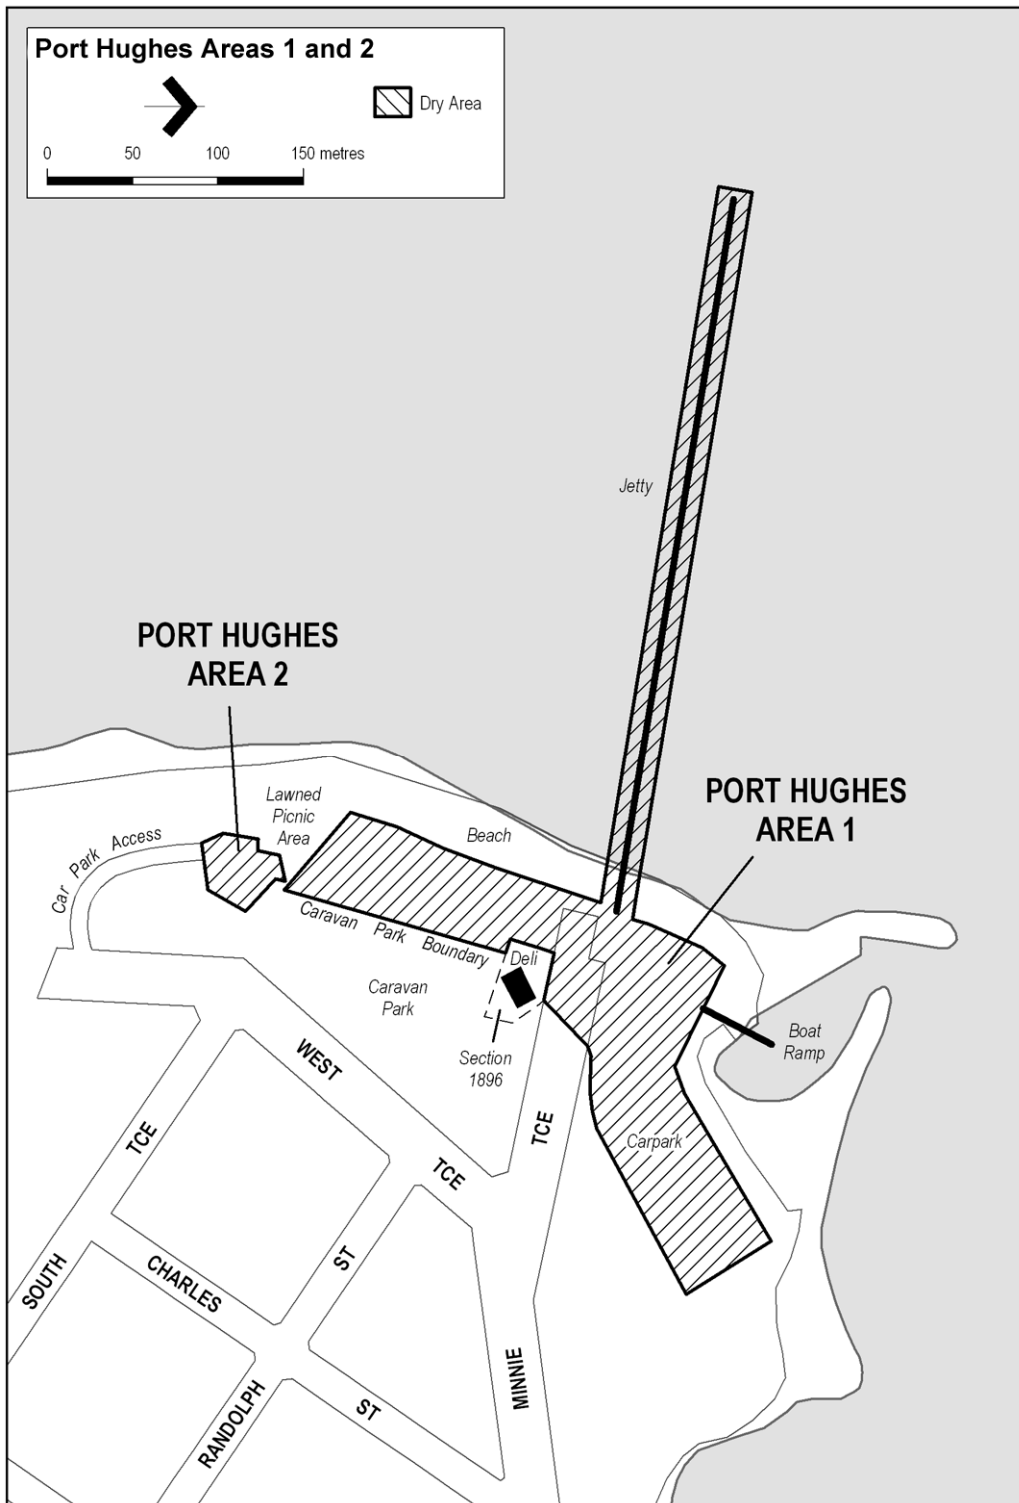 Port Hughes Areas 1 and 2
Dry Area
0 50 100 150 metres
Jetty
PORT HUGHES
AREA 2
PORT HUGHES
AREA 1
Lawned
Picnic
Area
Beach
Car Park Access
Caravan Park Boundary
Deli
Caravan
Park
Section
1896
Boat
Ramp
Carpark
WEST
TCE
TCE
TCE
SOUTH
CHARLES
ST
ST
RANDOLPH
MINNIE